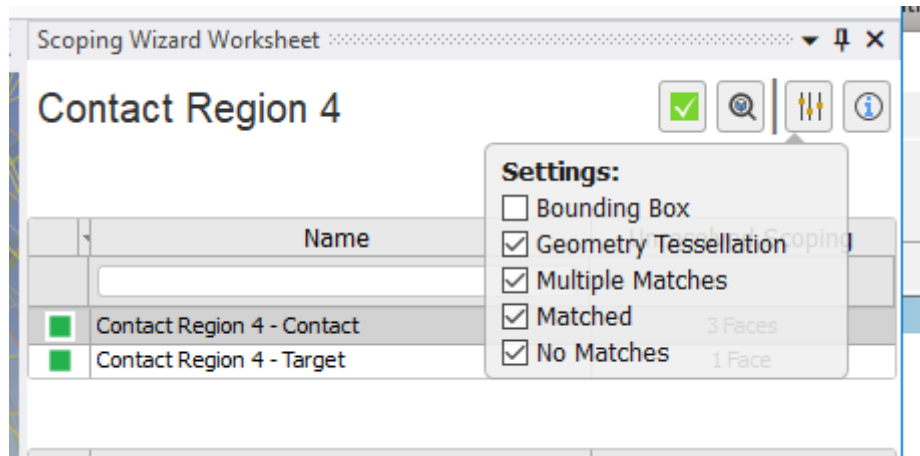 Scoping Wizard Worksheet
Contact Region 4
Settings:
Bounding Box
Geometry Tessellation
Multiple Matches
Matched
No Matches
Name
Scoping
Contact Region 4 - Contact
3 Faces
Contact Region 4 - Target
1 Face